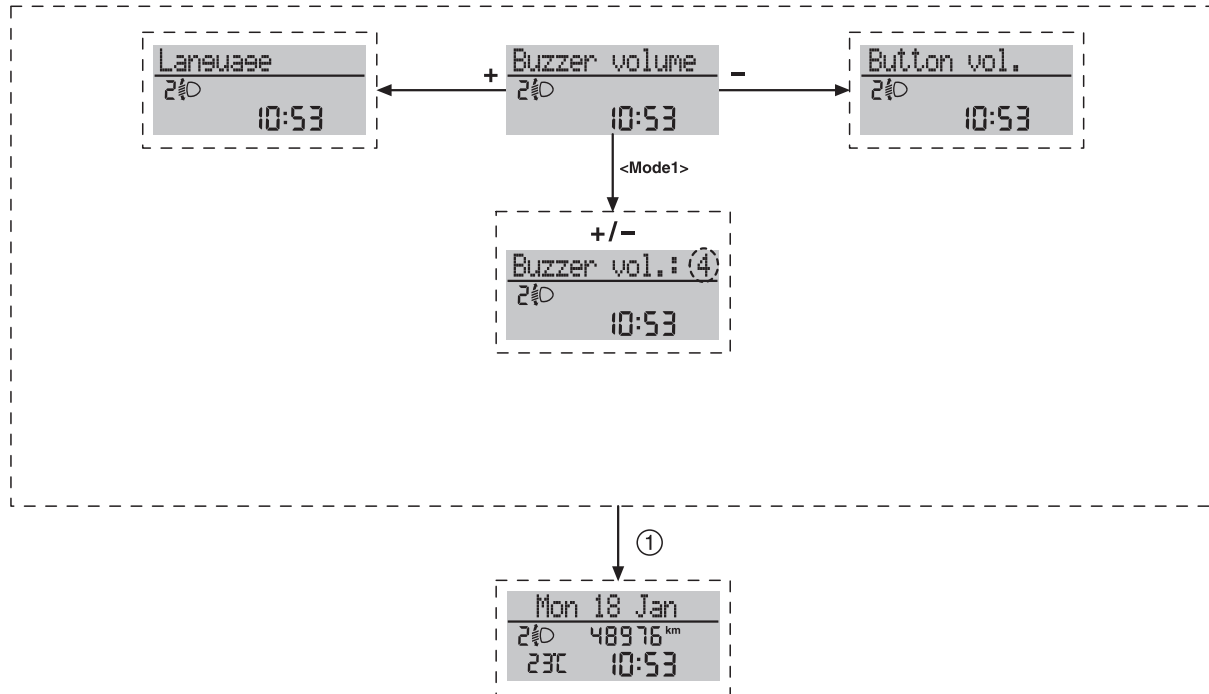 Language
10:53
+
Buzzer volume
2
10:53
–
Button vol.
2
10:53
2
<Mode1>
+/–
Buzzer vol.: 4
2
10:53
1
Mon 18 Jan
2 48976 km
23°C 10:53